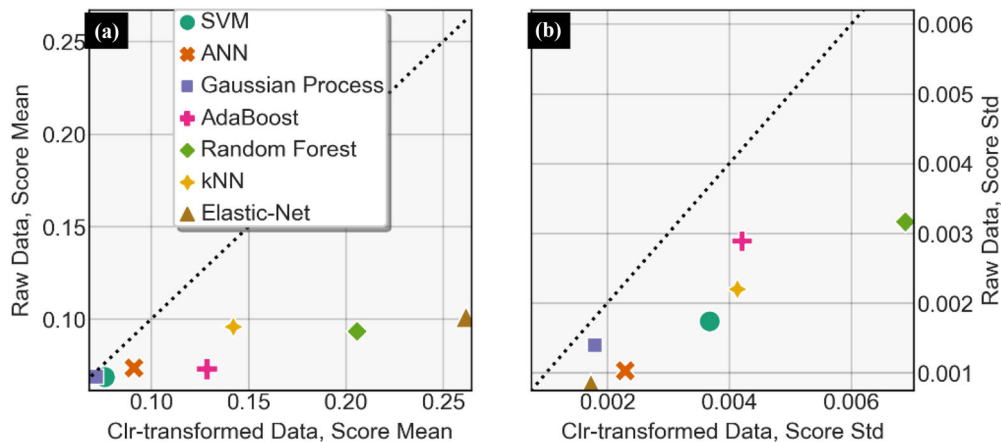 (a)
SVM
ANN
Gaussian Process
AdaBoost
Random Forest
kNN
Elastic-Net
0.25
0.20
0.15
0.10
Raw Data, Score Mean
0.10
0.15
0.20
0.25
Clr-transformed Data, Score Mean
(b)
0.006
0.005
0.004
0.003
0.002
0.001
Raw Data, Score Std
0.002
0.004
0.006
Clr-transformed Data, Score Std